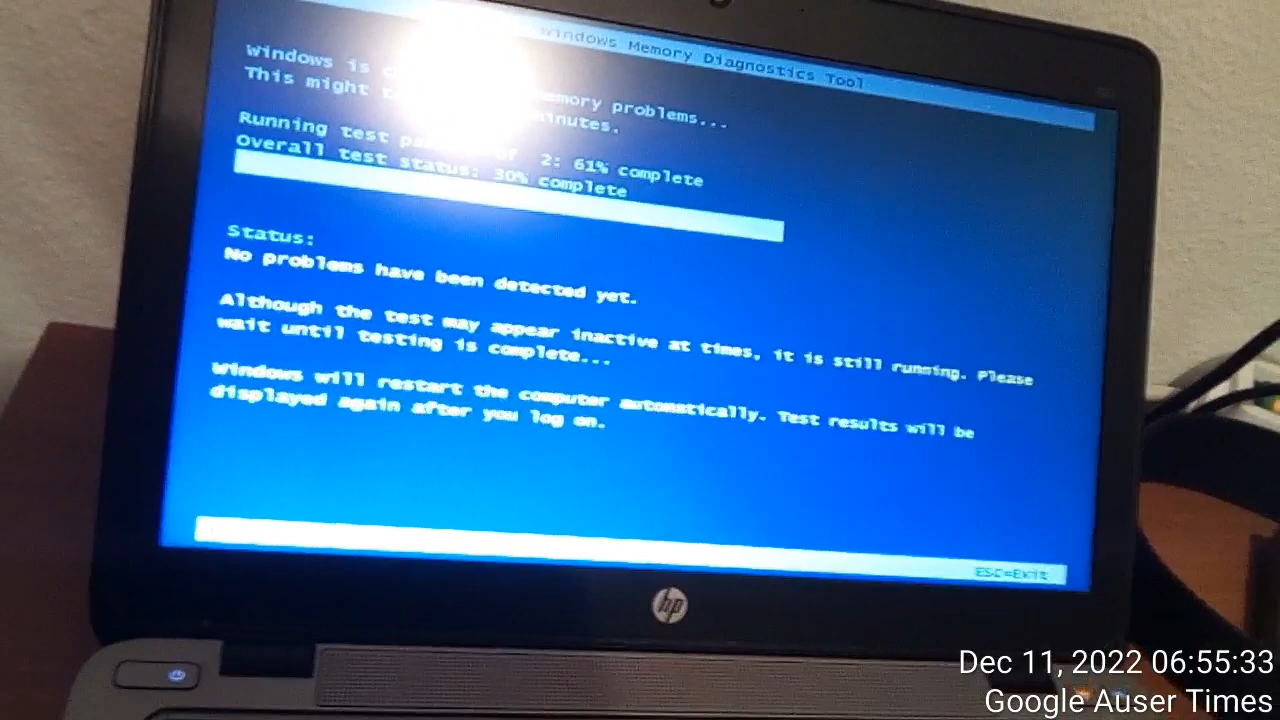 Windows Memory Diagnostics Tool
Windows is
This might
memory problems...
minutes.
Running test
of 2: 61% complete
Overall test status: 30% complete
Status:
No problems have been detected yet.
Although the test may appear inactive at times, it is still running. Please
wait until testing is complete...
Windows will restart the computer automatically. Test results will be
displayed again after you log on.
ESC=Exit
hp
Dec 11, 2022 06:55:33
Google Auser Times